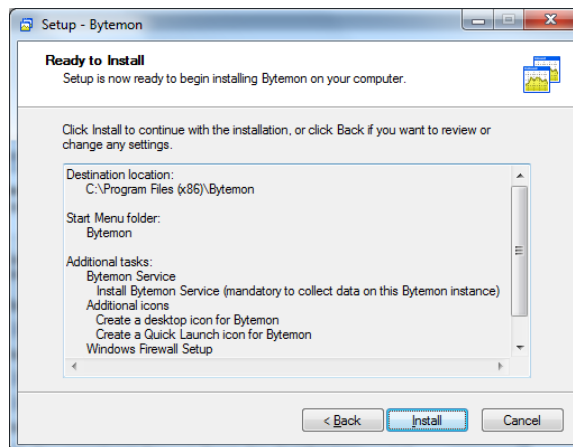 Setup - Bytemon
Ready to Install
Setup is now ready to begin installing Bytemon on your computer.
Click Install to continue with the installation, or click Back if you want to review or
change any settings.
Destination location:
C:\Program Files (x86)\Bytemon
Start Menu folder:
Bytemon
Additional tasks:
Bytemon Service
Install Bytemon Service (mandatory to collect data on this Bytemon instance)
Additional icons
Create a desktop icon for Bytemon
Create a Quick Launch icon for Bytemon
Windows Firewall Setup
< Back Install Cancel